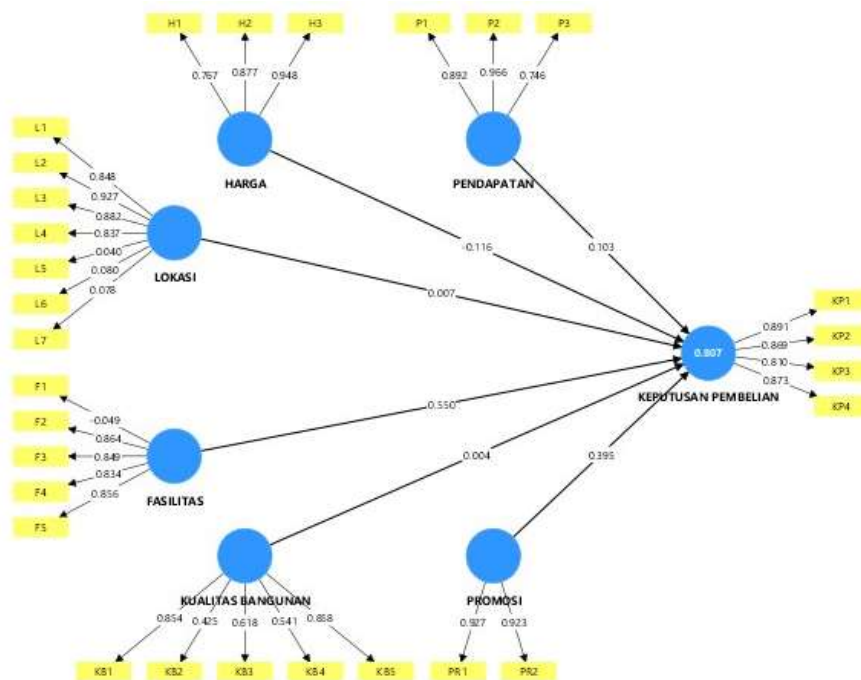 H1 H2 H3 P1 P2 P3
0.767 0.877 0.948 0.892 0.966 0.746
HARGA
PENDAPATAN
L1
L2
L3
L4
L5
L6
L7
0.848
0.927
0.882
0.837
0.040
0.080
0.078
LOKASI
-0.116
0.103
0.007
KP1
KP2
KP3
KP4
0.891
0.869
0.810
0.873
0.807
KEPUTUSAN PEMBELIAN
F1
F2
F3
F4
F5
-0.049
0.864
0.849
0.834
0.856
FASILITAS
0.550
0.004
0.395
KUALITAS BANGUNAN
PROMOSI
0.854 0.425 0.618 0.541 0.858
0.927 0.923
KB1 KB2 KB3 KB4 KB5 PR1 PR2